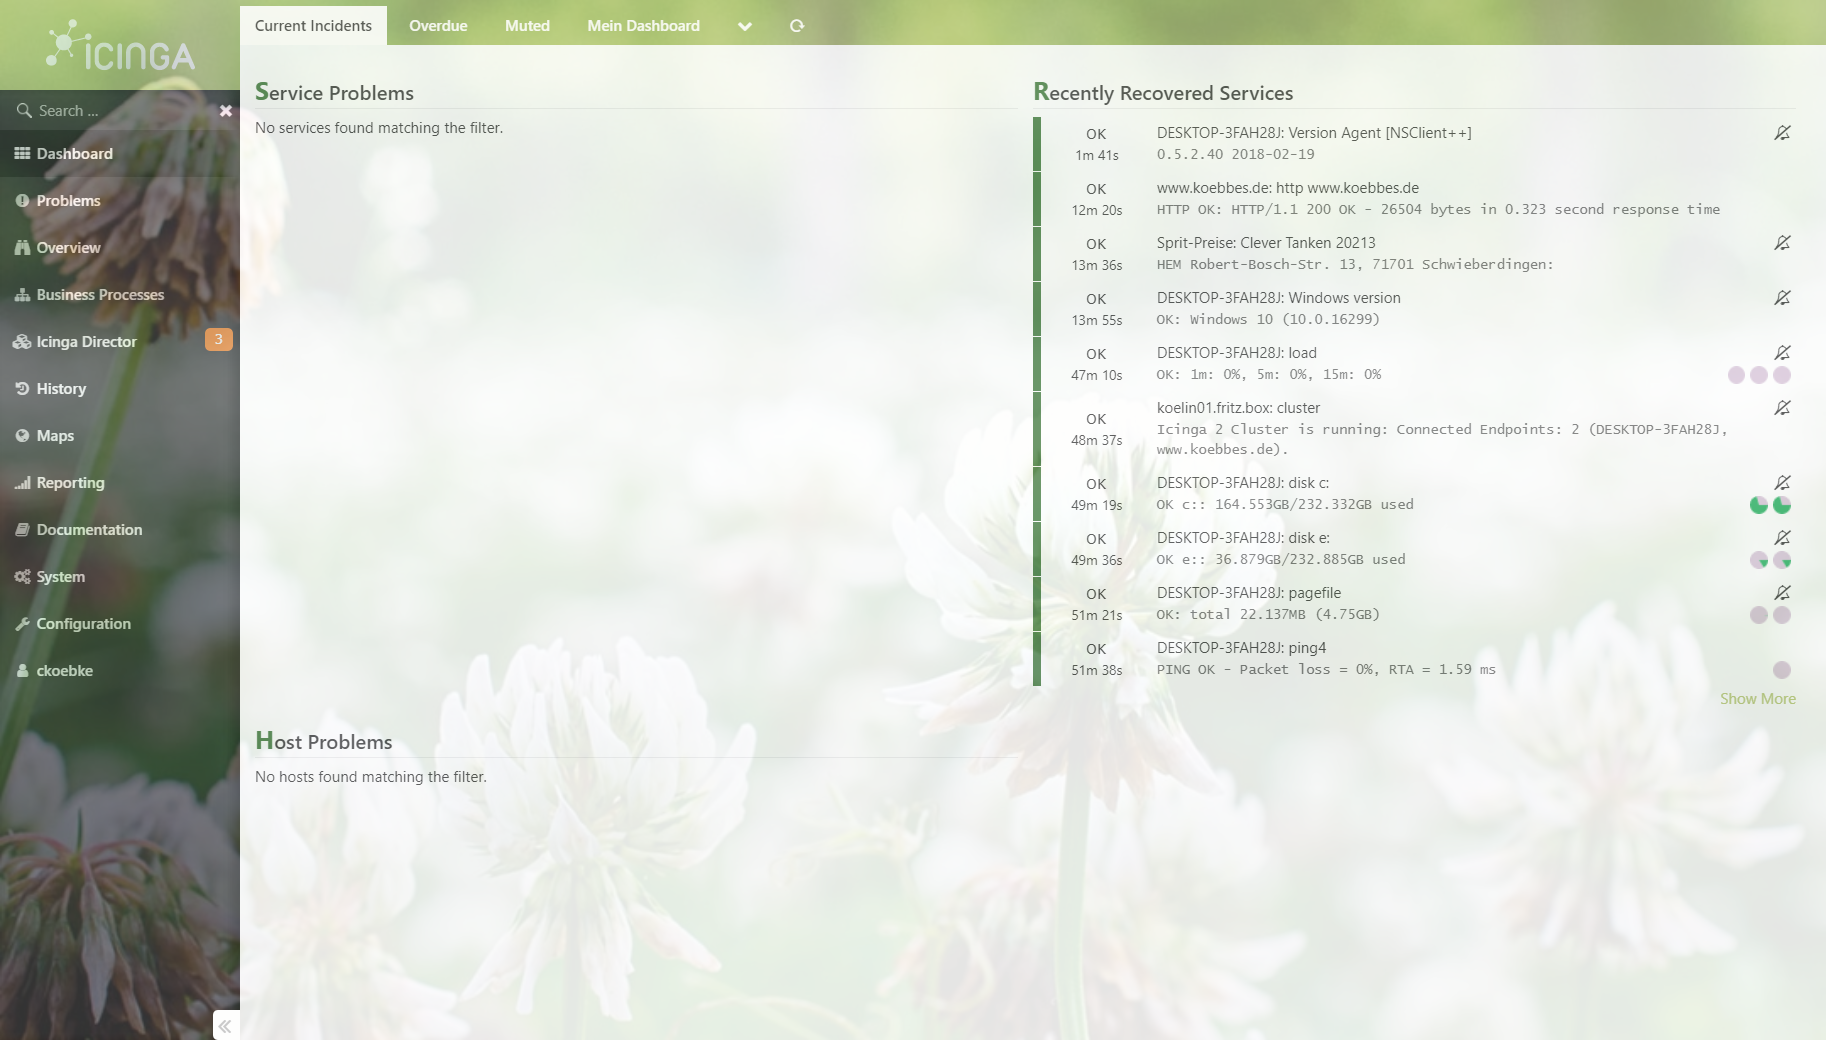 ICINGA
Search ...
Dashboard
Problems
Overview
Business Processes
Icinga Director
3
History
Maps
Reporting
Documentation
System
Configuration
ckoebke
Current Incidents
Overdue
Muted
Mein Dashboard
Service Problems
No services found matching the filter.
Host Problems
No hosts found matching the filter.
Recently Recovered Services
OK
DESKTOP-3FAH28J: Version Agent [NSClient++]
1m 41s
0.5.2.40 2018-02-19
OK
www.koebbes.de: http www.koebbes.de
12m 20s
HTTP OK: HTTP/1.1 200 OK - 26504 bytes in 0.323 second response time
OK
Sprit-Preise: Clever Tanken 20213
13m 36s
HEM Robert-Bosch-Str. 13, 71701 Schwieberdingen:
OK
DESKTOP-3FAH28J: Windows version
13m 55s
OK: Windows 10 (10.0.16299)
OK
DESKTOP-3FAH28J: load
47m 10s
OK: 1m: 0%, 5m: 0%, 15m: 0%
OK
koelin01.fritz.box: cluster
48m 37s
Icinga 2 Cluster is running: Connected Endpoints: 2 (DESKTOP-3FAH28J,
www.koebbes.de).
OK
DESKTOP-3FAH28J: disk c:
49m 19s
OK c:: 164.553GB/232.332GB used
OK
DESKTOP-3FAH28J: disk e:
49m 36s
OK e:: 36.879GB/232.885GB used
OK
DESKTOP-3FAH28J: pagefile
51m 21s
OK: total 22.137MB (4.75GB)
OK
DESKTOP-3FAH28J: ping4
51m 38s
PING OK - Packet loss = 0%, RTA = 1.59 ms
Show More